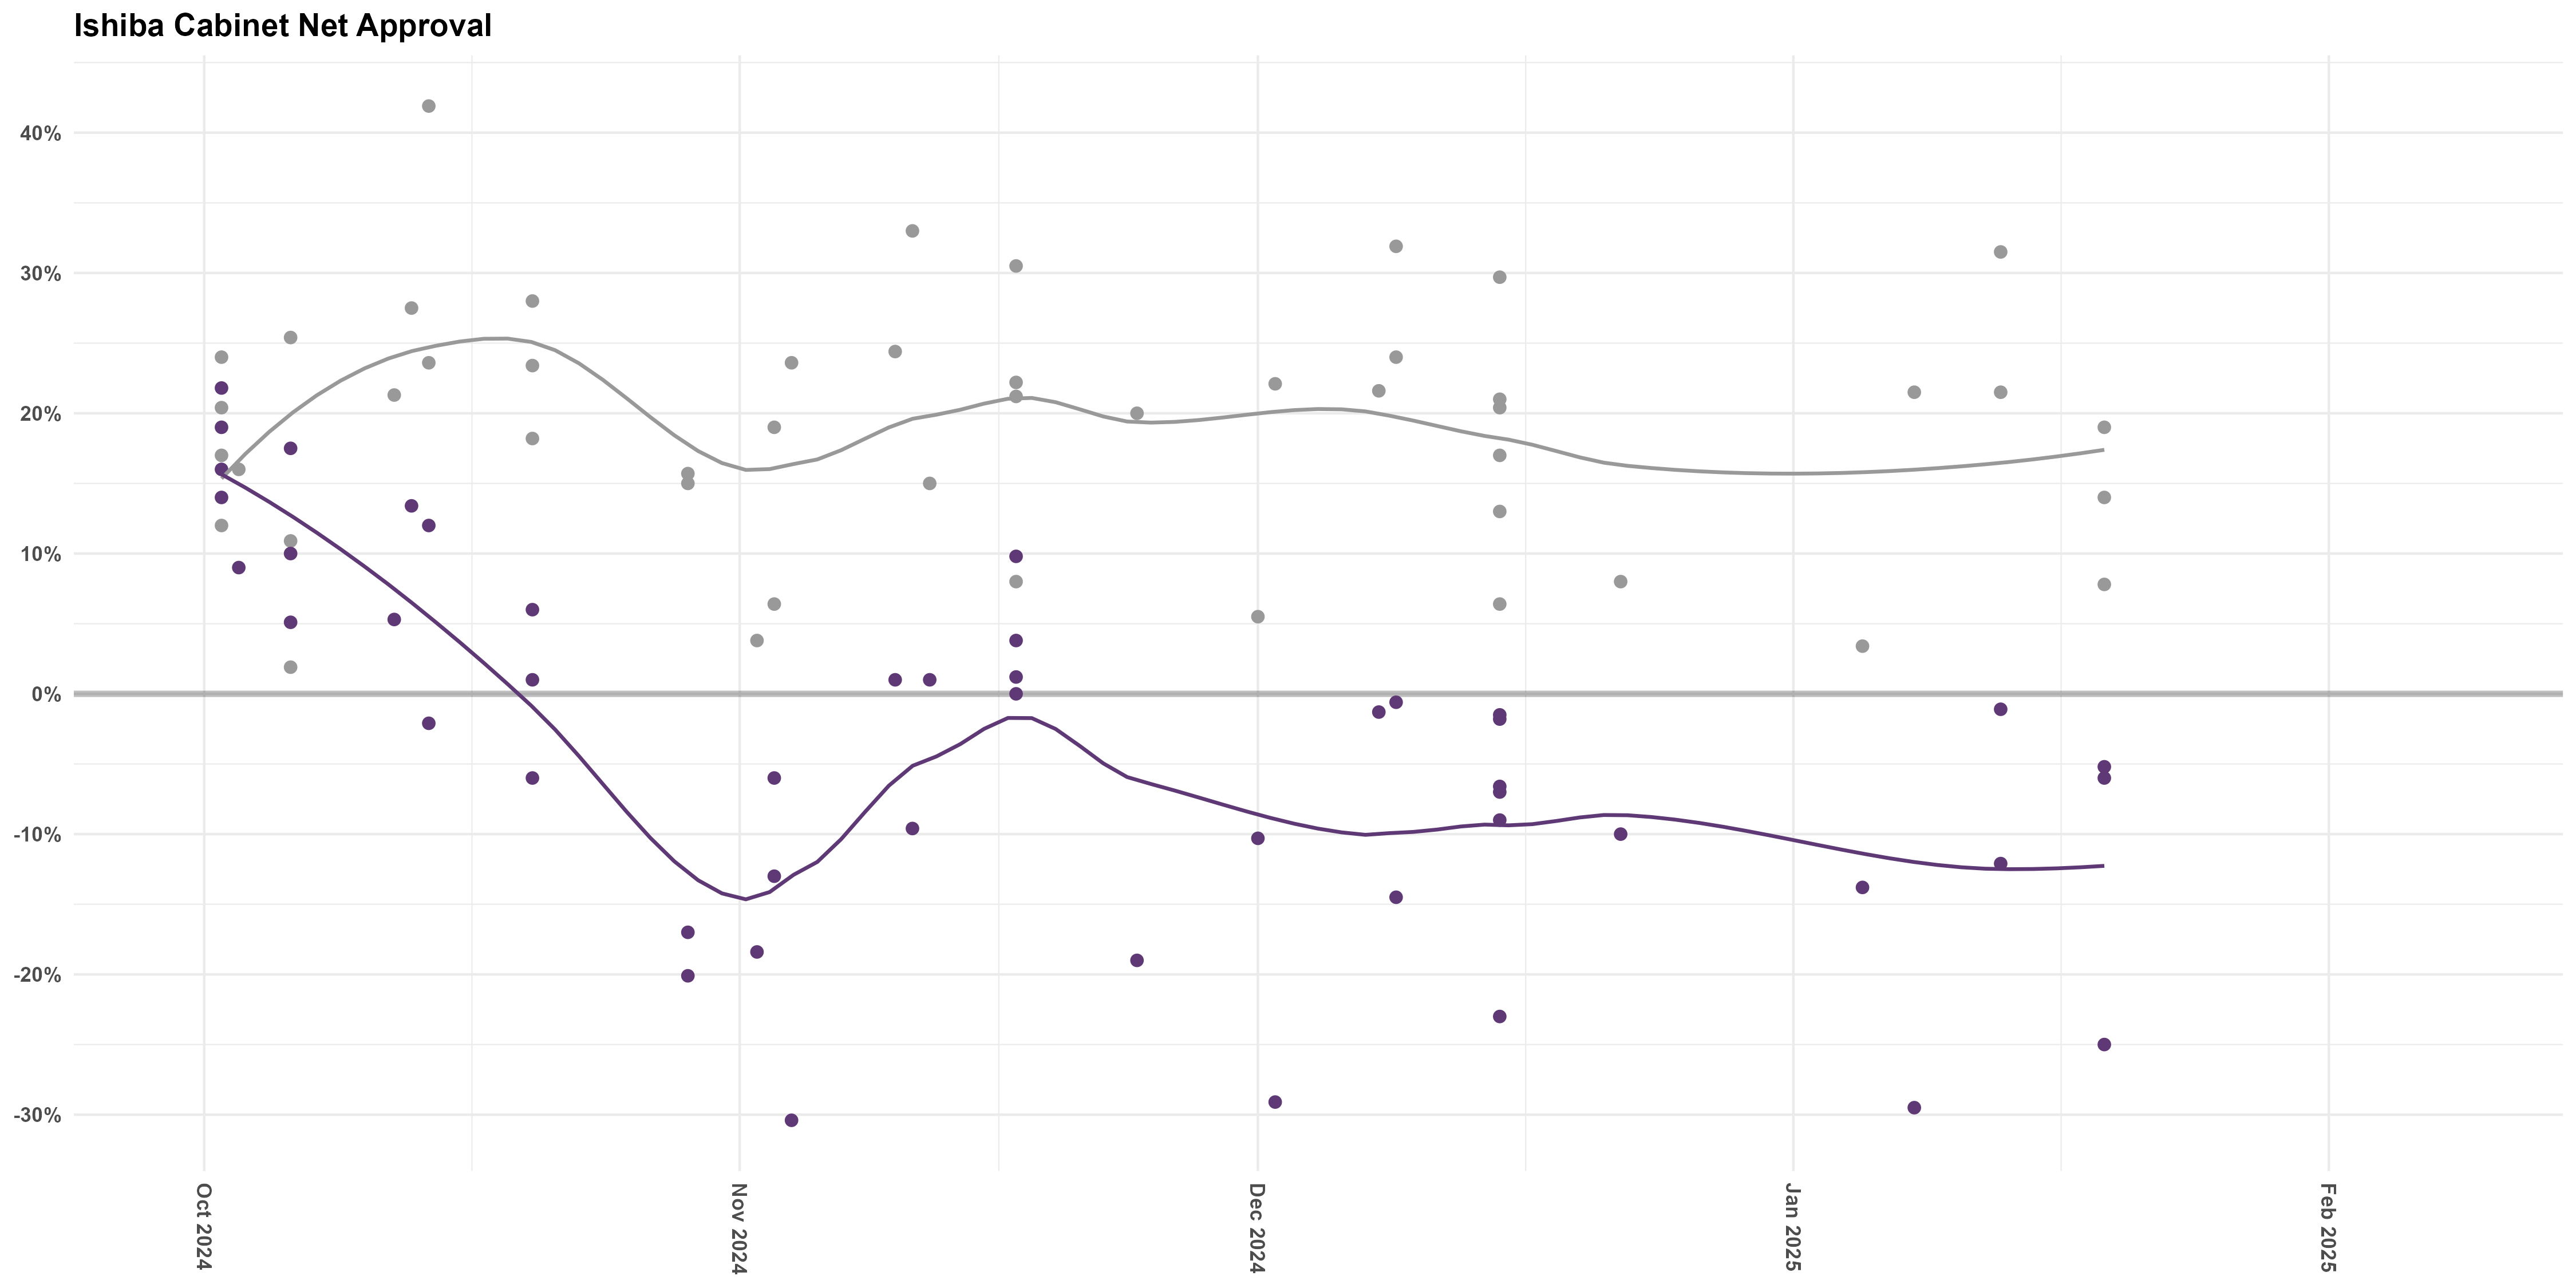 Ishiba Cabinet Net Approval
40%
30%
20%
10%
0%
-10%
-20%
-30%
Oct 2024
Nov 2024
Dec 2024
Jan 2025
Feb 2025